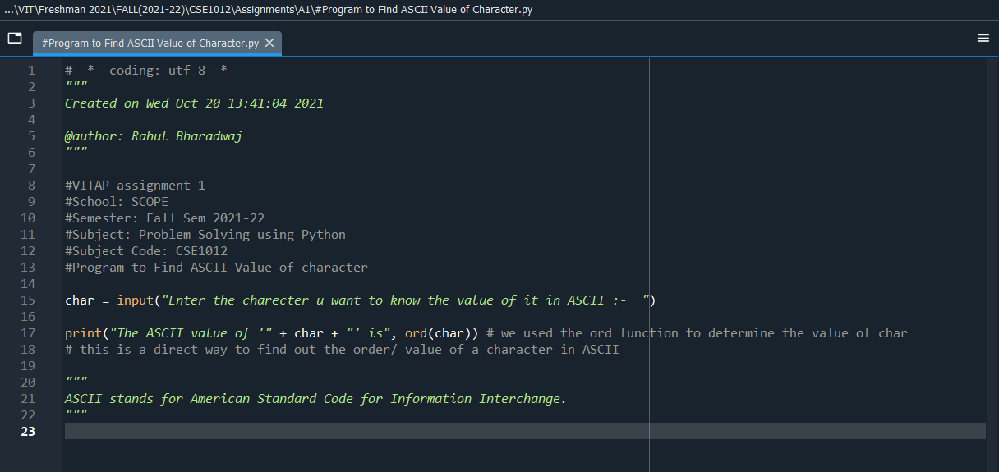 ...\VIT\Freshman 2021\FALL(2021-22)\CSE1012\Assignments\A1\#Program to Find ASCII Value of Character.py
#Program to Find ASCII Value of Character.py
1 # -*- coding: utf-8 -*-
2 """
3 Created on Wed Oct 20 13:41:04 2021
4
5 @author: Rahul Bharadwaj
6 """
7
8 #VITAP assignment-1
9 #School: SCOPE
10 #Semester: Fall Sem 2021-22
11 #Subject: Problem Solving using Python
12 #Subject Code: CSE1012
13 #Program to Find ASCII Value of character
14
15 char = input("Enter the charecter u want to know the value of it in ASCII :-  ")
16
17 print("The ASCII value of '" + char + "' is", ord(char)) # we used the ord function to determine the value of char
18 # this is a direct way to find out the order/ value of a character in ASCII
19
20 """
21 ASCII stands for American Standard Code for Information Interchange.
22 """
23